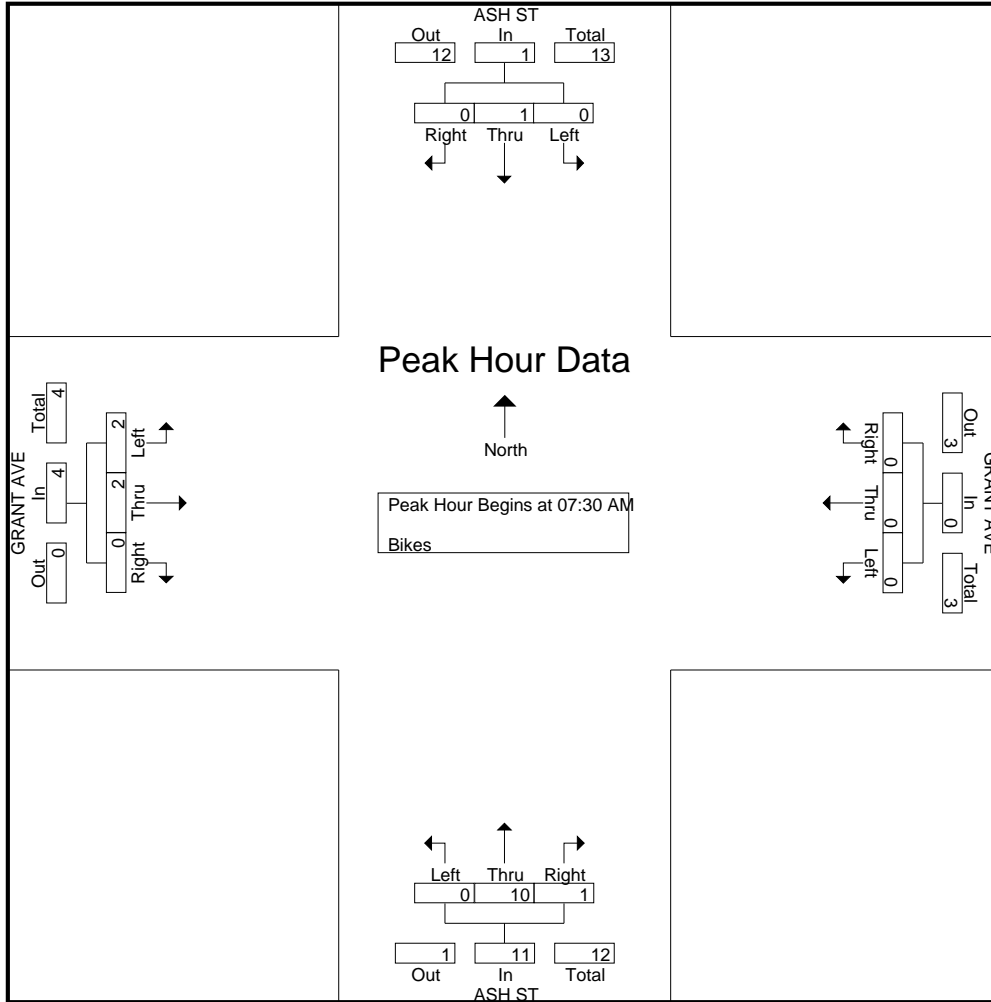 ASH ST
Out In Total
12 1 13
0 1 0
Right Thru Left
Peak Hour Data
North
Peak Hour Begins at 07:30 AM
Bikes
GRANT AVE
Total In Out
4 4 0
2 2 0
Left Thru Right
GRANT AVE
Out In Total
3 0 3
0 0 0
Right Thru Left
Left Thru Right
0 10 1
1 11 12
Out In Total
ASH ST